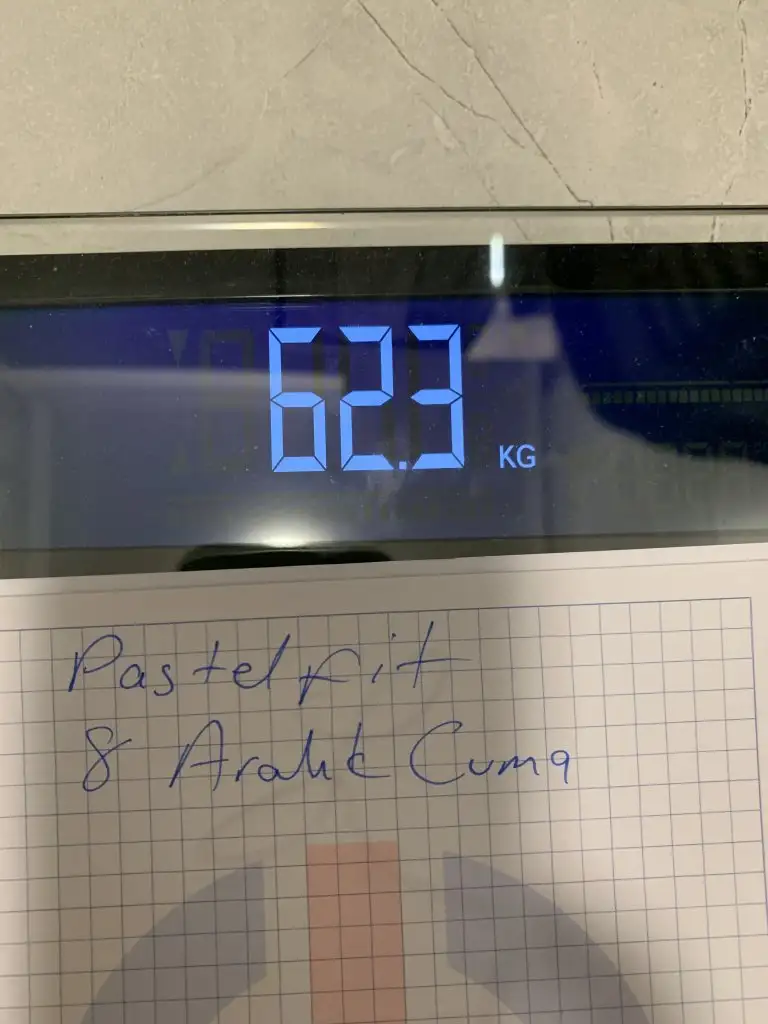 62.3 KG
Pastelfit
8 Aralık Cuma